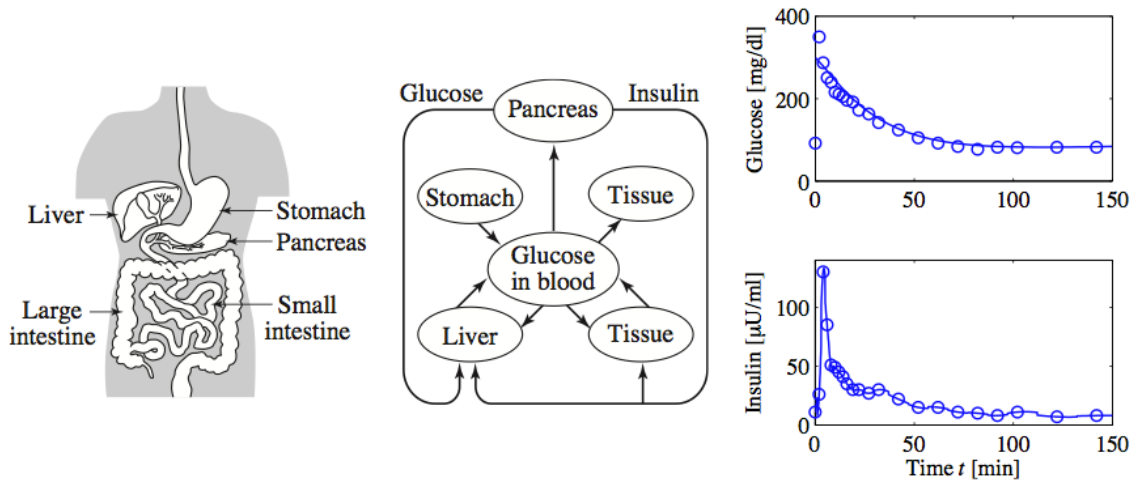 Liver
Stomach
Pancreas
Large
intestine
Small
intestine
Glucose
Insulin
Pancreas
Stomach
Tissue
Glucose
in blood
Liver
Tissue
Glucose [mg/dl]
400
200
0
0
50
100
150
Insulin [μU/ml]
100
50
0
0
50
100
150
Time t [min]